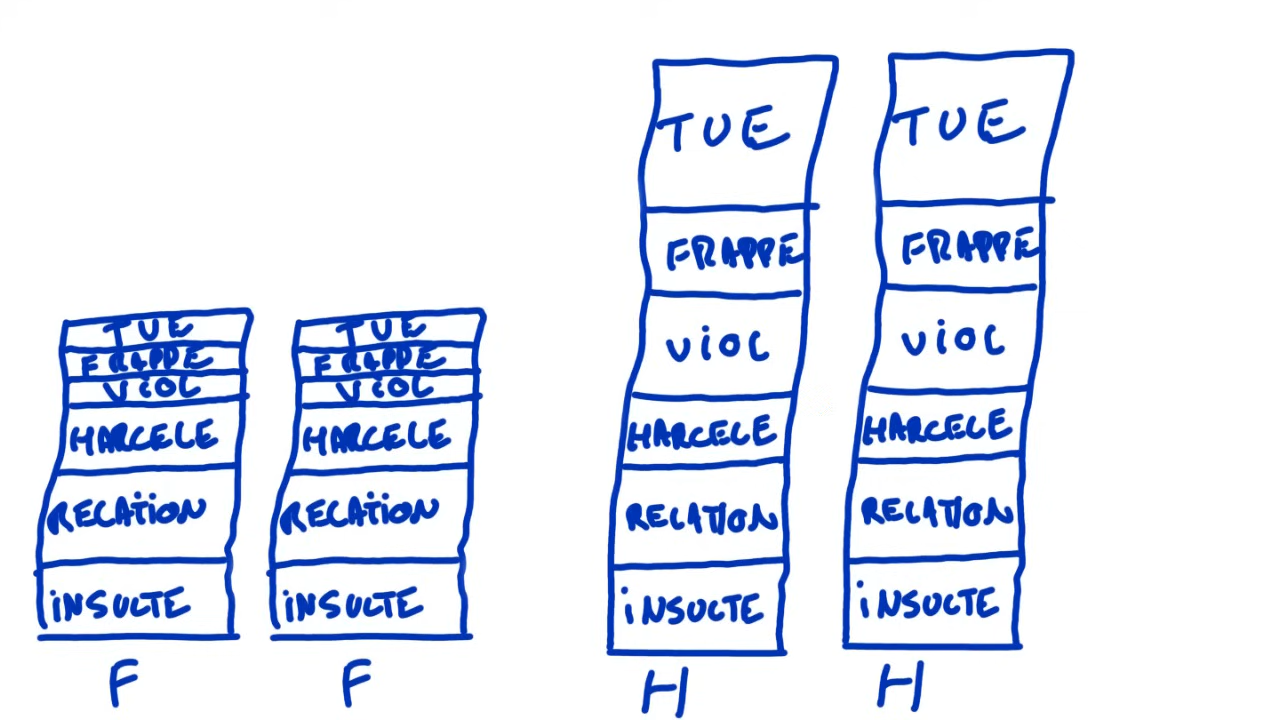 TUE
FRAPPE
VIOL
HARCELE
RELATION
INSULTE
F
TUE
FRAPPE
VIOL
HARCELE
RELATION
INSULTE
F
TUE
FRAPPE
VIOL
HARCELE
RELATION
INSULTE
H
TUE
FRAPPE
VIOL
HARCELE
RELATION
INSULTE
H